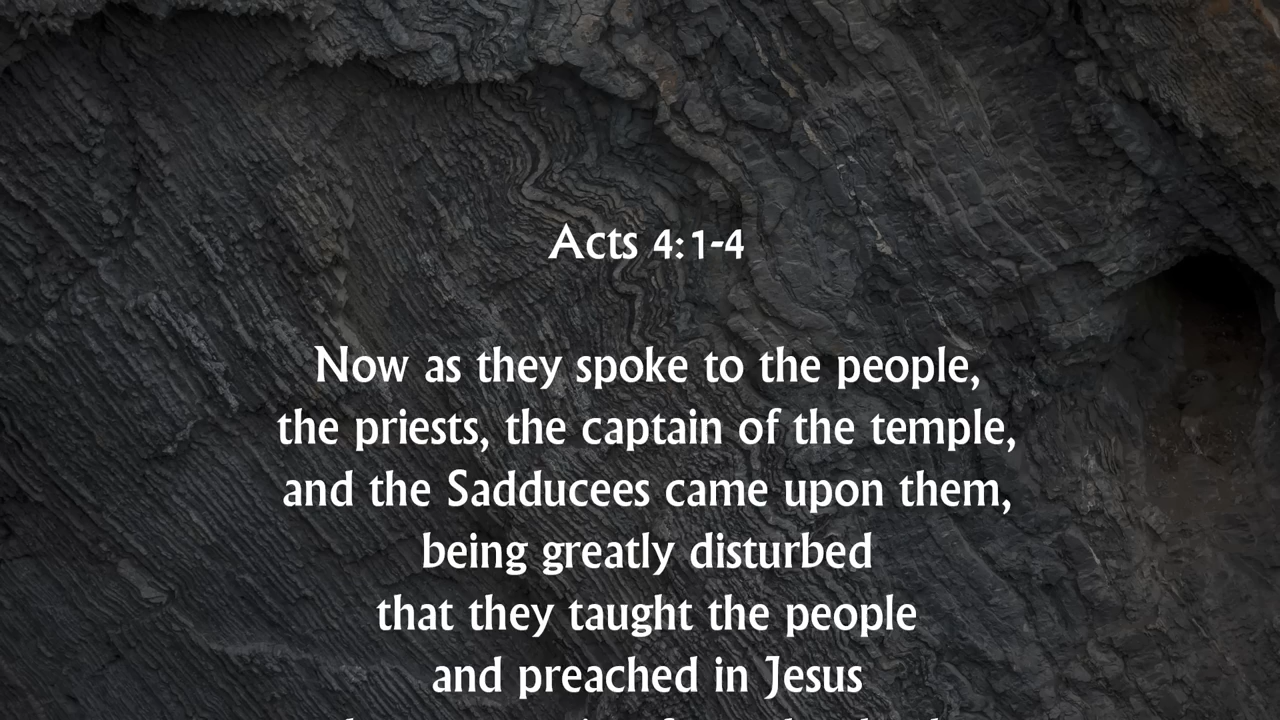 Acts 4:1-4
Now as they spoke to the people,
the priests, the captain of the temple,
and the Sadducees came upon them,
being greatly disturbed
that they taught the people
and preached in Jesus